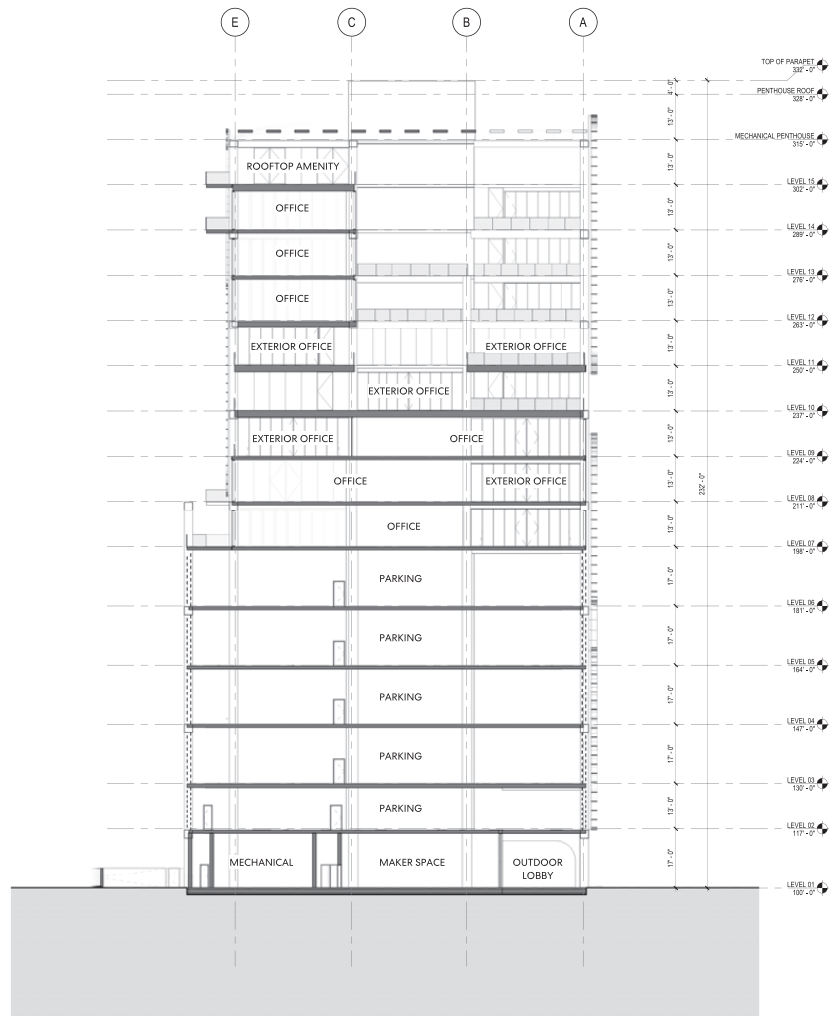 E
C
B
A
TOP OF PARAPET
332' - 0"
4' - 0"
PENTHOUSE ROOF
328' - 0"
13' - 0"
MECHANICAL PENTHOUSE
315' - 0"
ROOFTOP AMENITY
13' - 0"
LEVEL 15
302' - 0"
OFFICE
13' - 0"
LEVEL 14
289' - 0"
OFFICE
13' - 0"
LEVEL 13
276' - 0"
OFFICE
13' - 0"
LEVEL 12
263' - 0"
EXTERIOR OFFICE
EXTERIOR OFFICE
13' - 0"
LEVEL 11
250' - 0"
EXTERIOR OFFICE
13' - 0"
LEVEL 10
237' - 0"
EXTERIOR OFFICE
OFFICE
13' - 0"
LEVEL 09
224' - 0"
OFFICE
EXTERIOR OFFICE
13' - 0"
232' - 0"
LEVEL 08
211' - 0"
OFFICE
13' - 0"
LEVEL 07
198' - 0"
PARKING
17' - 0"
LEVEL 06
181' - 0"
PARKING
17' - 0"
LEVEL 05
164' - 0"
PARKING
17' - 0"
LEVEL 04
147' - 0"
PARKING
17' - 0"
LEVEL 03
130' - 0"
PARKING
13' - 0"
LEVEL 02
117' - 0"
MECHANICAL
MAKER SPACE
OUTDOOR
LOBBY
17' - 0"
LEVEL 01
100' - 0"